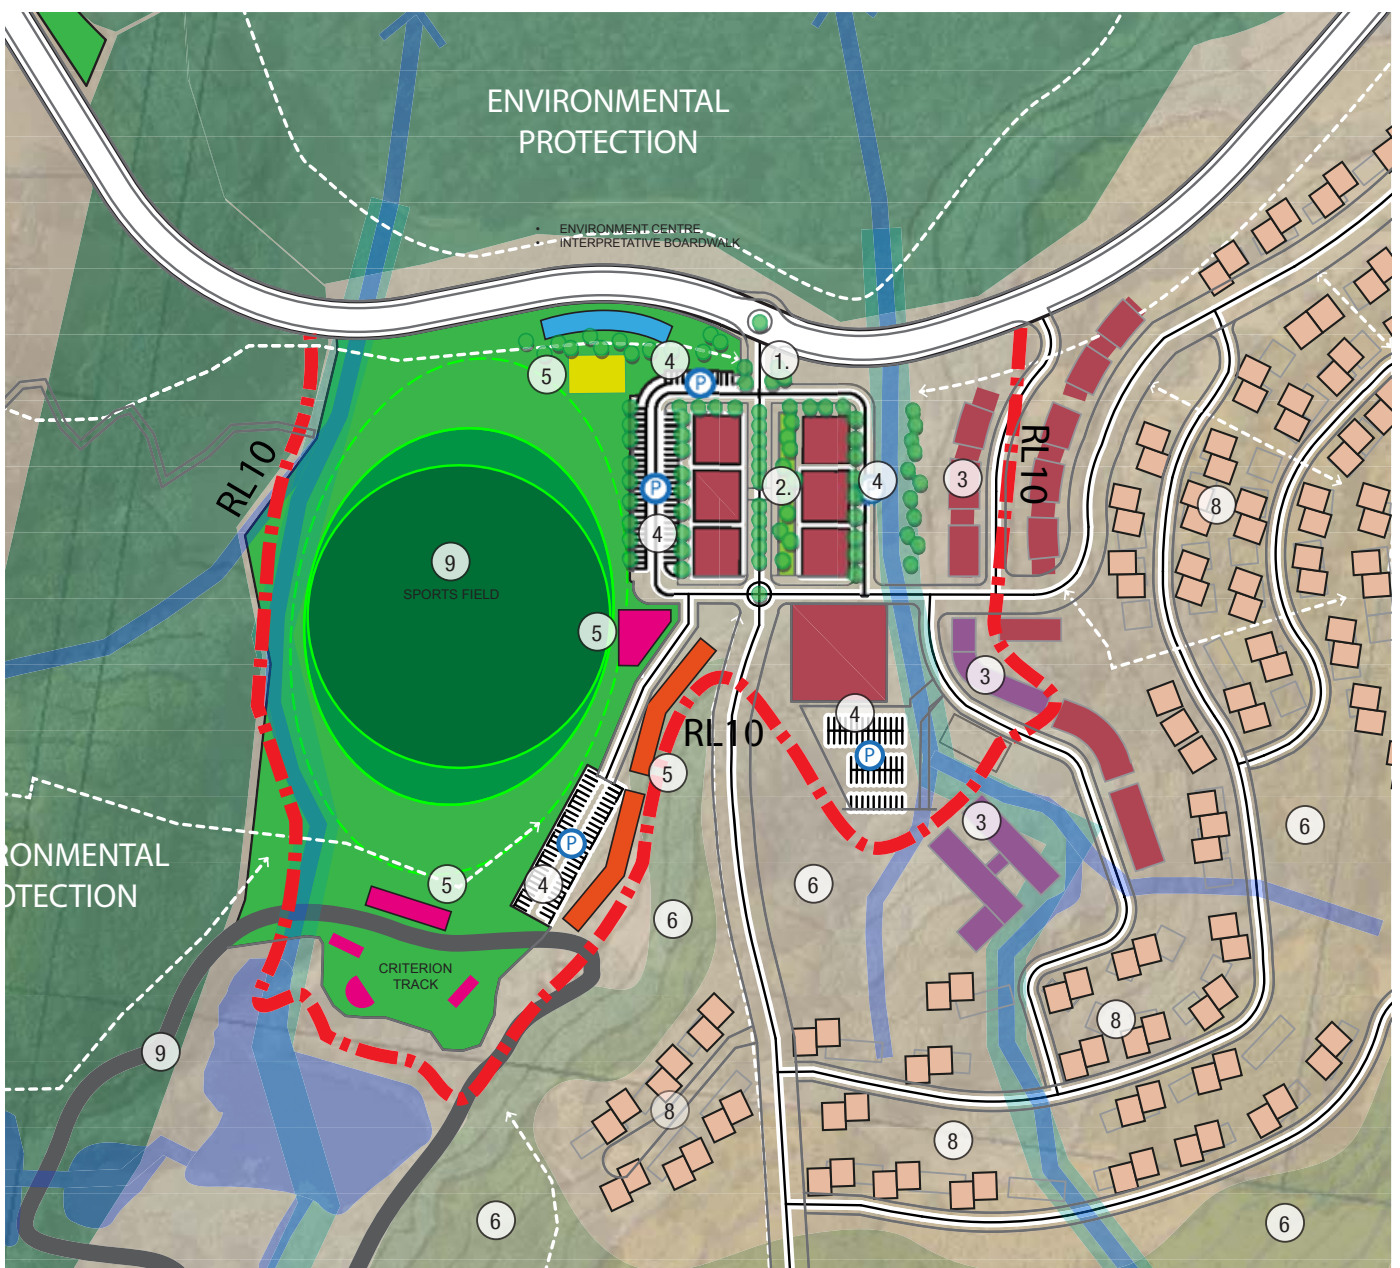 ENVIRONMENTAL
PROTECTION
• ENVIRONMENT CENTRE
• INTERPRETATIVE BOARDWALK
4
1.
5
P
RL10
RL10
3
2.
4
P
8
4
9
SPORTS FIELD
5
3
4
RL10
P
5
3
6
P
RONMENTAL
OTECTION
5
4
6
6
CRITERION
TRACK
8
9
8
8
6
6